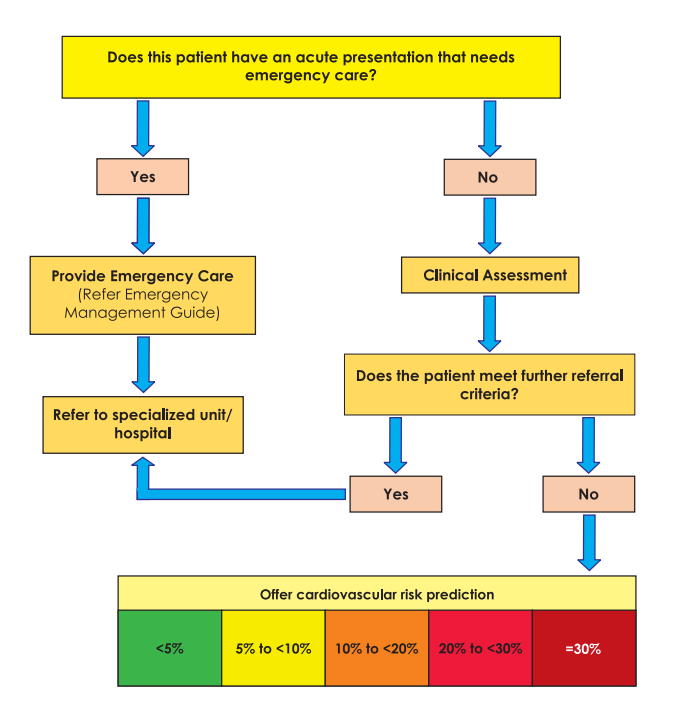 Does this patient have an acute presentation that needs
emergency care?
Yes
No
Provide Emergency Care
(Refer Emergency
Management Guide)
Clinical Assessment
Does the patient meet further referral
criteria?
Refer to specialized unit/
hospital
Yes
No
Offer cardiovascular risk prediction
<5%
5% to <10%
10% to <20%
20% to <30%
=30%